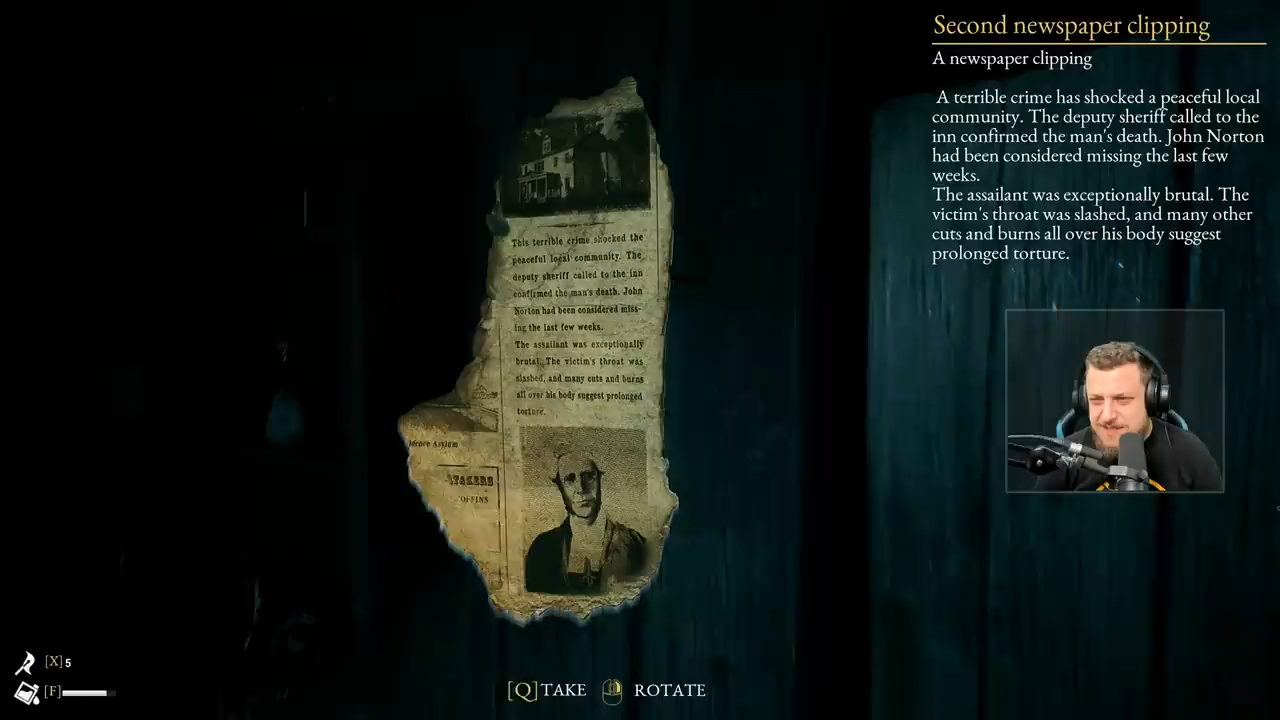 Second newspaper clipping
A newspaper clipping
A terrible crime has shocked a peaceful local
community. The deputy sheriff called to the
inn confirmed the man's death. John Norton
had been considered missing the last few
weeks.
The assailant was exceptionally brutal. The
victim's throat was slashed, and many other
cuts and burns all over his body suggest
prolonged torture.
This terrible crime shocked the
peaceful local community. The
deputy sheriff called to the inn
confirmed the man's death. John
Norton had been considered miss-
ing the last few weeks.
The assailant was exceptionally
brutal. The victim's throat was
slashed, and many cuts and burns
all over his body suggest prolonged
torture.
idence Asylum
TAKERS
OFFINS
[X] 5
[F]
[Q] TAKE
ROTATE